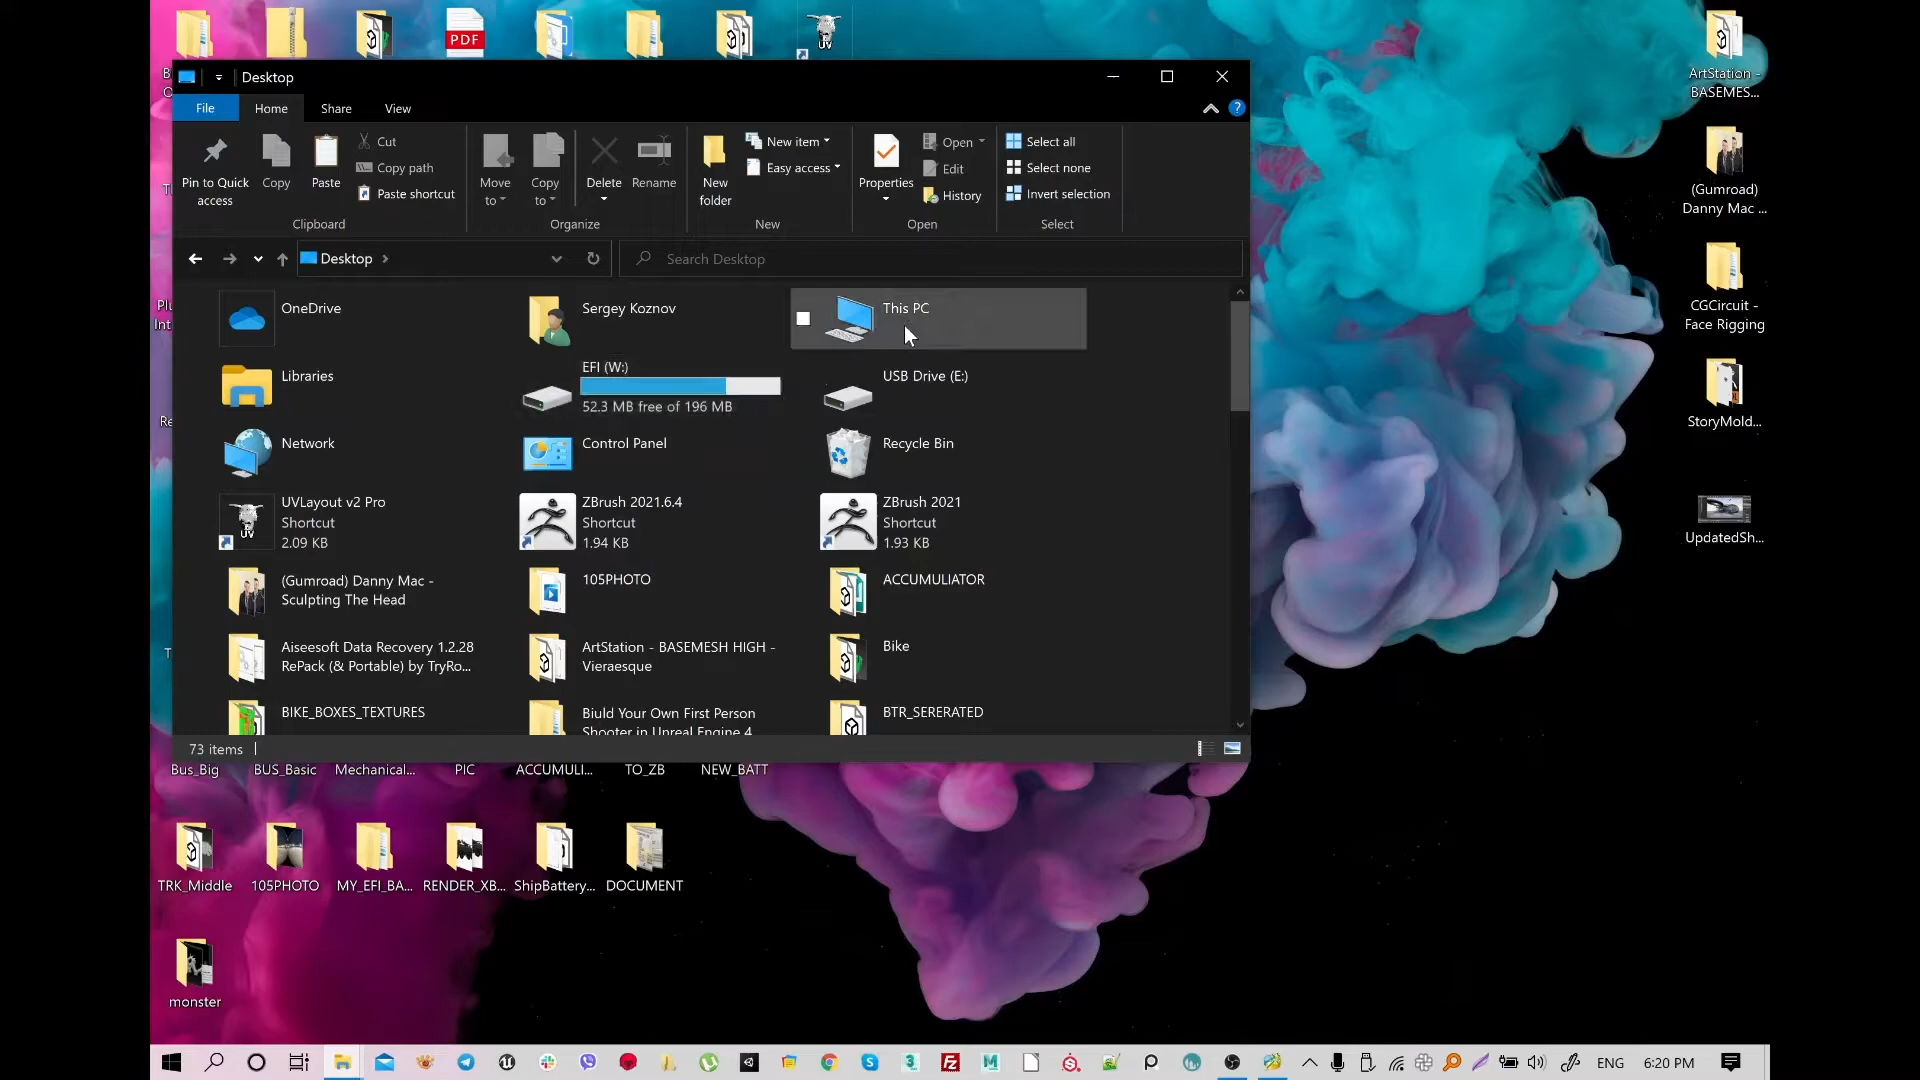 PDF
UV
Desktop
File
Home
Share
View
?
Pin to Quick
access
Copy
Paste
Cut
Copy path
Paste shortcut
Clipboard
Move
to
Copy
to
Delete
Rename
Organize
New
folder
New item
Easy access
New
Properties
Open
Edit
History
Open
Select all
Select none
Invert selection
Select
Desktop
Search Desktop
OneDrive
Sergey Koznov
This PC
Libraries
EFI (W:)
52.3 MB free of 196 MB
USB Drive (E:)
Network
Control Panel
Recycle Bin
UV
UVLayout v2 Pro
Shortcut
2.09 KB
ZBrush 2021.6.4
Shortcut
1.94 KB
ZBrush 2021
Shortcut
1.93 KB
(Gumroad) Danny Mac -
Sculpting The Head
105PHOTO
ACCUMULIATOR
Aiseesoft Data Recovery 1.2.28
RePack (& Portable) by TryRo...
ArtStation - BASEMESH HIGH -
Vieraesque
Bike
BIKE_BOXES_TEXTURES
Biuld Your Own First Person
Shooter in Unreal Engine 4
BTR_SERERATED
73 items
Bus_Big
BUS_Basic
Mechanical...
PIC
ACCUMULI...
TO_ZB
NEW_BATT
TRK_Middle
105PHOTO
MY_EFI_BA...
RENDER_XB...
ShipBattery...
DOCUMENT
monster
ArtStation -
BASEMES...
(Gumroad)
Danny Mac ...
CGCircuit -
Face Rigging
StoryMold...
UpdatedSh...
ENG
6:20 PM